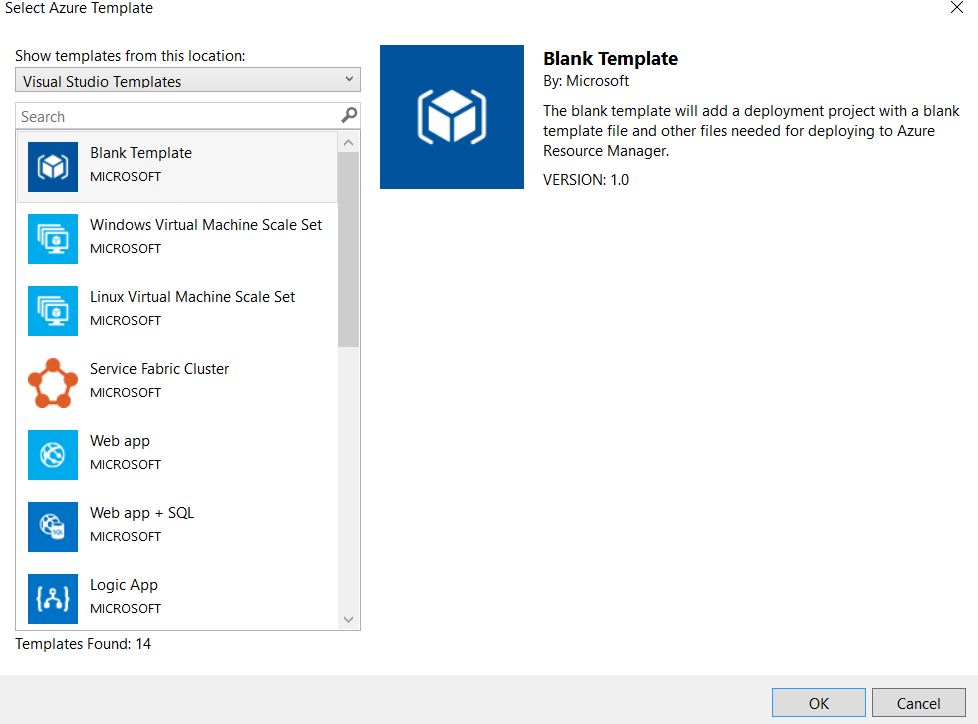 Select Azure Template
Show templates from this location:
Visual Studio Templates
Search
Blank Template
MICROSOFT
Windows Virtual Machine Scale Set
MICROSOFT
Linux Virtual Machine Scale Set
MICROSOFT
Service Fabric Cluster
MICROSOFT
Web app
MICROSOFT
Web app + SQL
MICROSOFT
Logic App
MICROSOFT
Templates Found: 14
Blank Template
By: Microsoft
The blank template will add a deployment project with a blank
template file and other files needed for deploying to Azure
Resource Manager.
VERSION: 1.0
OK
Cancel